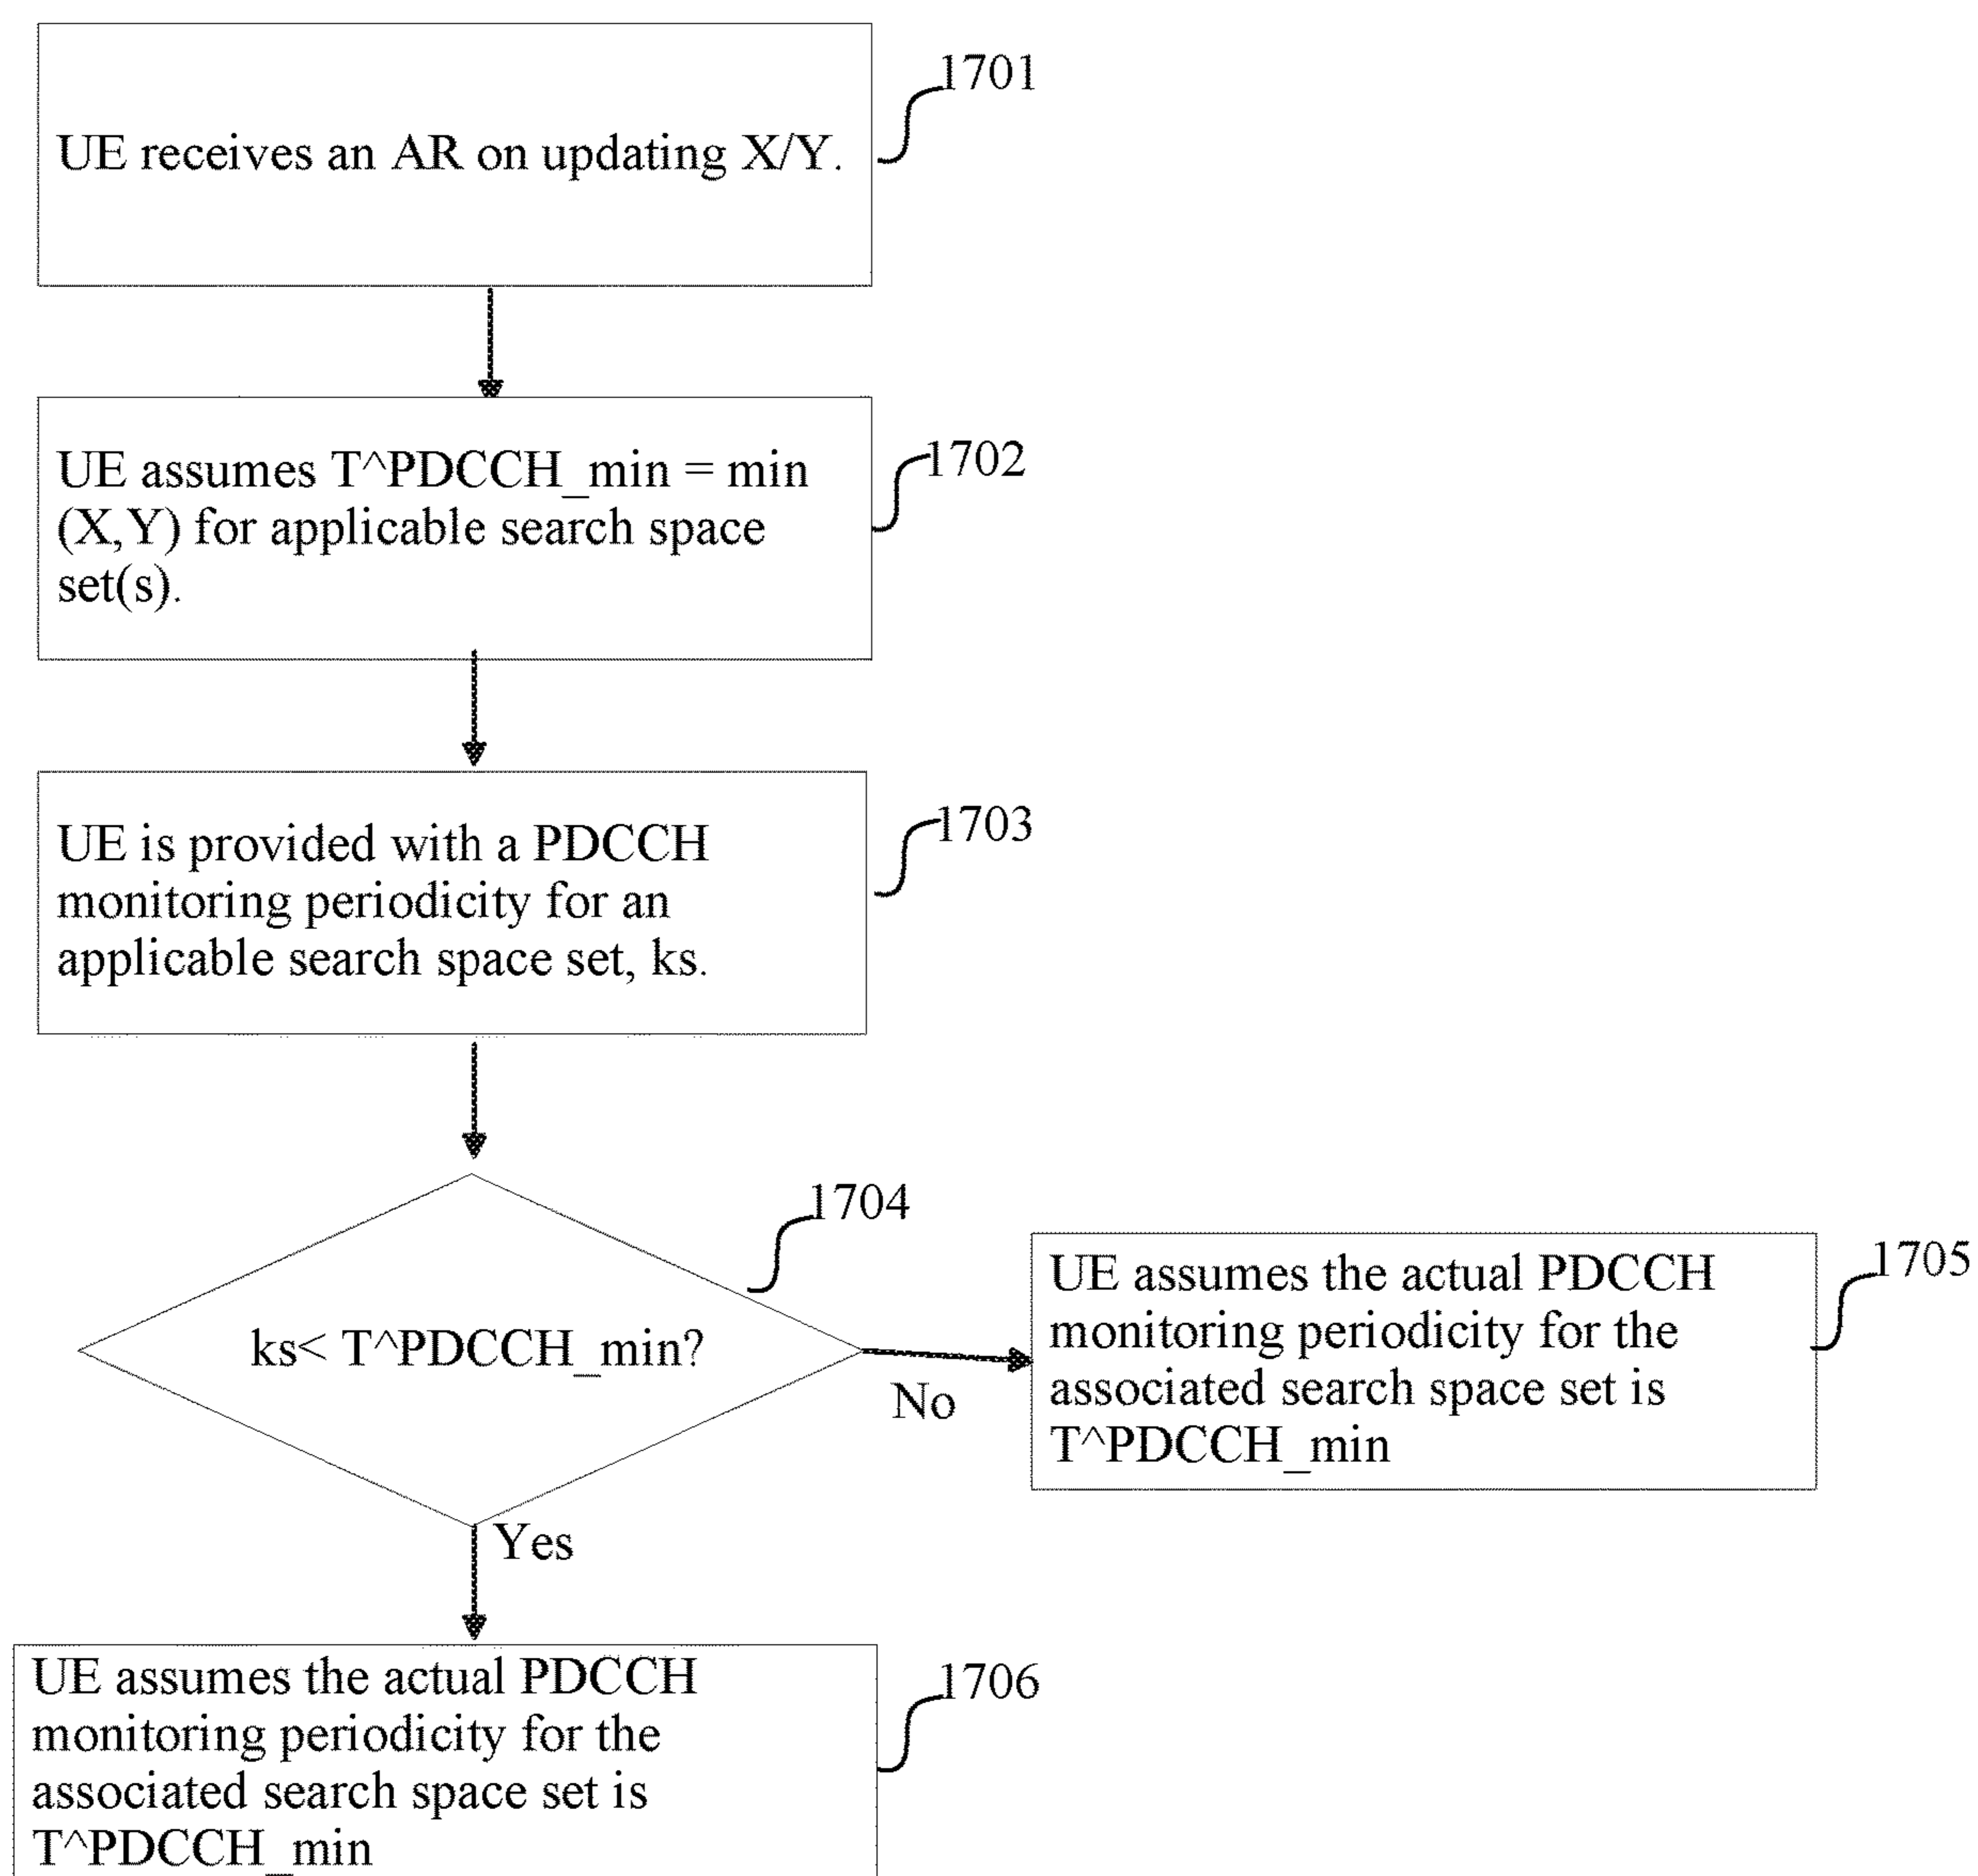 1701
UE receives an AR on updating X/Y.
1702
UE assumes T^PDCCH_min = min
(X,Y) for applicable search space
set(s).
1703
UE is provided with a PDCCH
monitoring periodicity for an
applicable search space set, ks.
1704
ks< T^PDCCH_min?
No
1705
UE assumes the actual PDCCH
monitoring periodicity for the
associated search space set is
T^PDCCH_min
Yes
1706
UE assumes the actual PDCCH
monitoring periodicity for the
associated search space set is
T^PDCCH_min